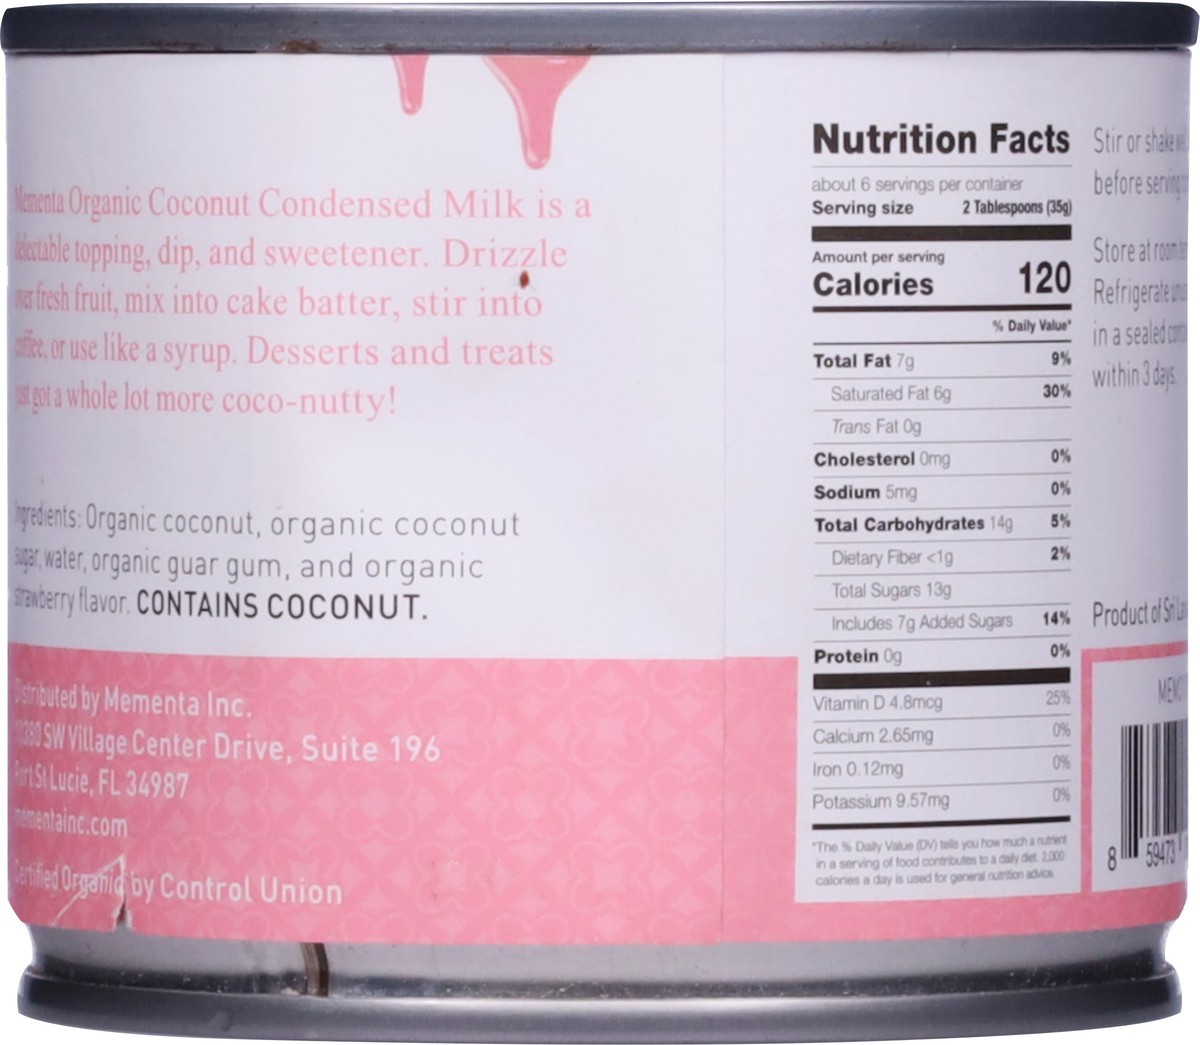 Mementa Organic Coconut Condensed Milk is a
delectable topping, dip, and sweetener. Drizzle
over fresh fruit, mix into cake batter, stir into
coffee, or use like a syrup. Desserts and treats
just got a whole lot more coco-nutty!
Ingredients: Organic coconut, organic coconut
sugar, water, organic guar gum, and organic
strawberry flavor. CONTAINS COCONUT.
Distributed by Mementa Inc.
SW Village Center Drive, Suite 196
Port St Lucie, FL 34987
mementainc.com
Certified Organic by Control Union
Nutrition Facts
about 6 servings per container
Serving size 2 Tablespoons (35g)
Amount per serving
Calories 120
% Daily Value*
Total Fat 7g 9%
Saturated Fat 6g 30%
Trans Fat 0g
Cholesterol 0mg 0%
Sodium 5mg 0%
Total Carbohydrates 14g 5%
Dietary Fiber <1g 2%
Total Sugars 13g
Includes 7g Added Sugars 14%
Protein 0g 0%
Vitamin D 4.8mcg 25%
Calcium 2.65mg 0%
Iron 0.12mg 0%
Potassium 9.57mg 0%
*The % Daily Value (DV) tells you how much a nutrient
in a serving of food contributes to a daily diet. 2,000
calories a day is used for general nutrition advice.
Stir or shake
before serving
Store at room
Refrigerate
in a sealed
within 3 days.
Product of Sri
8 59473